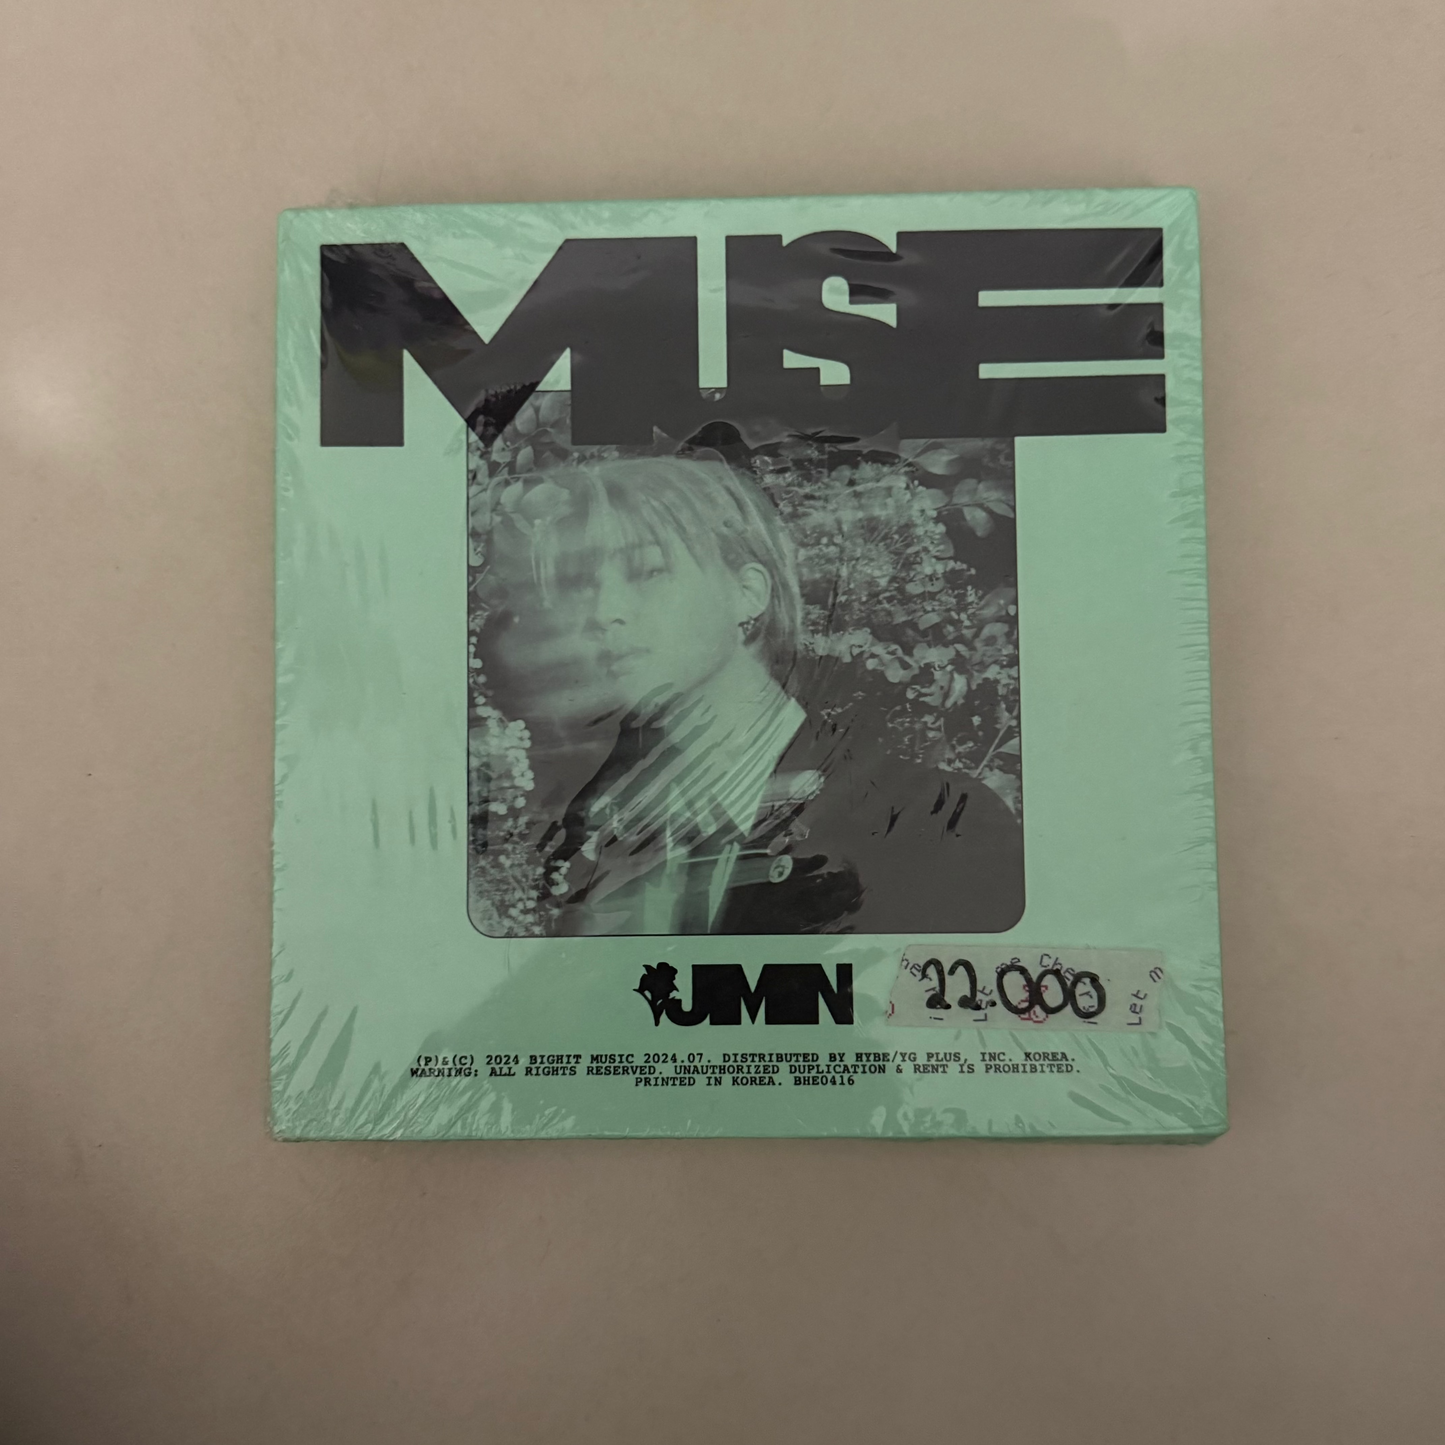 MUSE
JIMIN
22.000
(P)&(C) 2024 BIGHIT MUSIC 2024.07. DISTRIBUTED BY HYBE/YG PLUS, INC. KOREA.
WARNING: ALL RIGHTS RESERVED. UNAUTHORIZED DUPLICATION & RENT IS PROHIBITED.
PRINTED IN KOREA. BHE0416